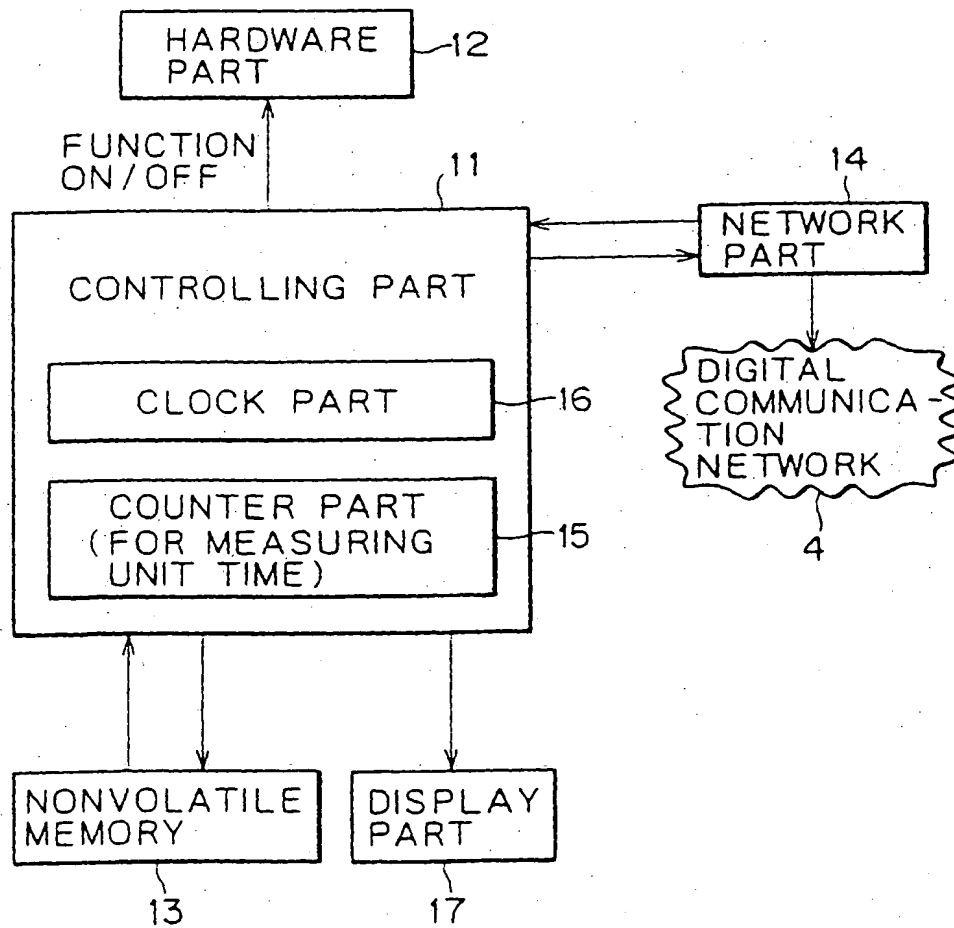 HARDWARE
PART
12
FUNCTION
ON/OFF
11
14
NETWORK
PART
CONTROLLING PART
CLOCK PART
16
DIGITAL
COMMUNICA-
TION
NETWORK
COUNTER PART
(FOR MEASURING
UNIT TIME)
15
4
NONVOLATILE
MEMORY
DISPLAY
PART
13
17